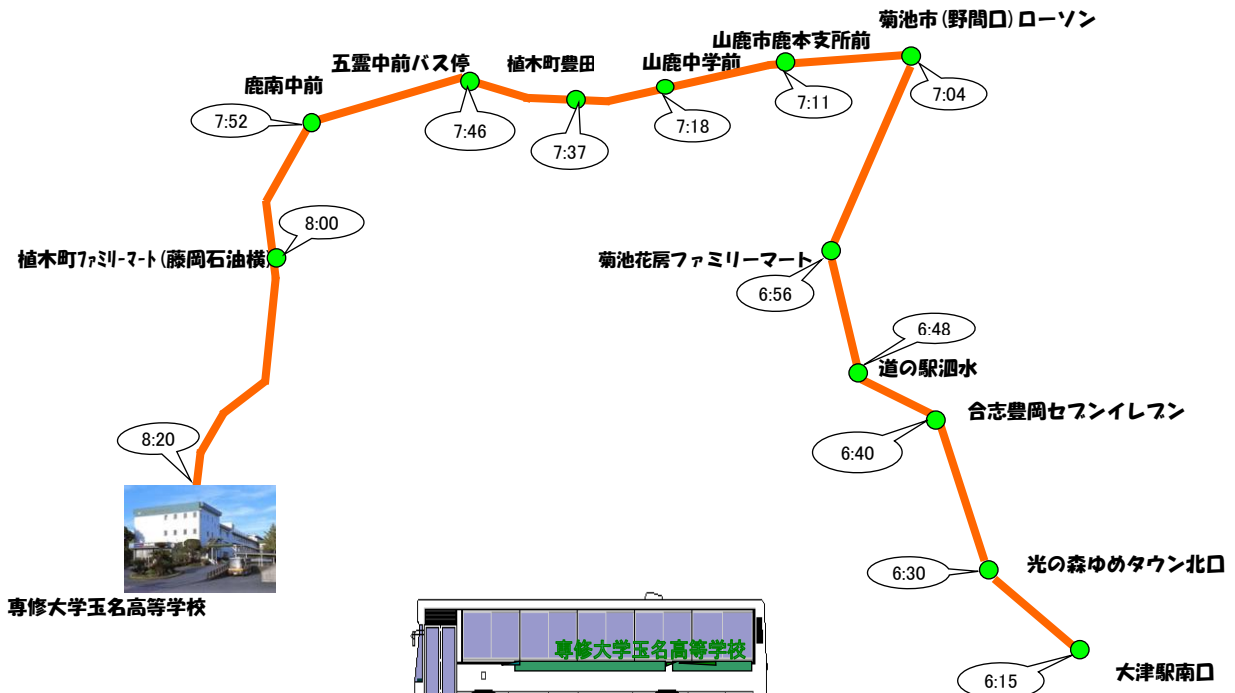 菊池市(野間口)ローソン
山鹿市鹿本支所前
山鹿中学前
植木町豊田
五霊中前バス停
鹿南中前
7:04
7:11
7:18
7:37
7:46
7:52
8:00
植木町ファミリーマート(藤岡石油横)
菊池花房ファミリーマート
6:56
6:48
道の駅泗水
合志豊岡セブンイレブン
6:40
8:20
光の森ゆめタウン北口
6:30
専修大学玉名高等学校
専修大学玉名高等学校
大津駅南口
6:15